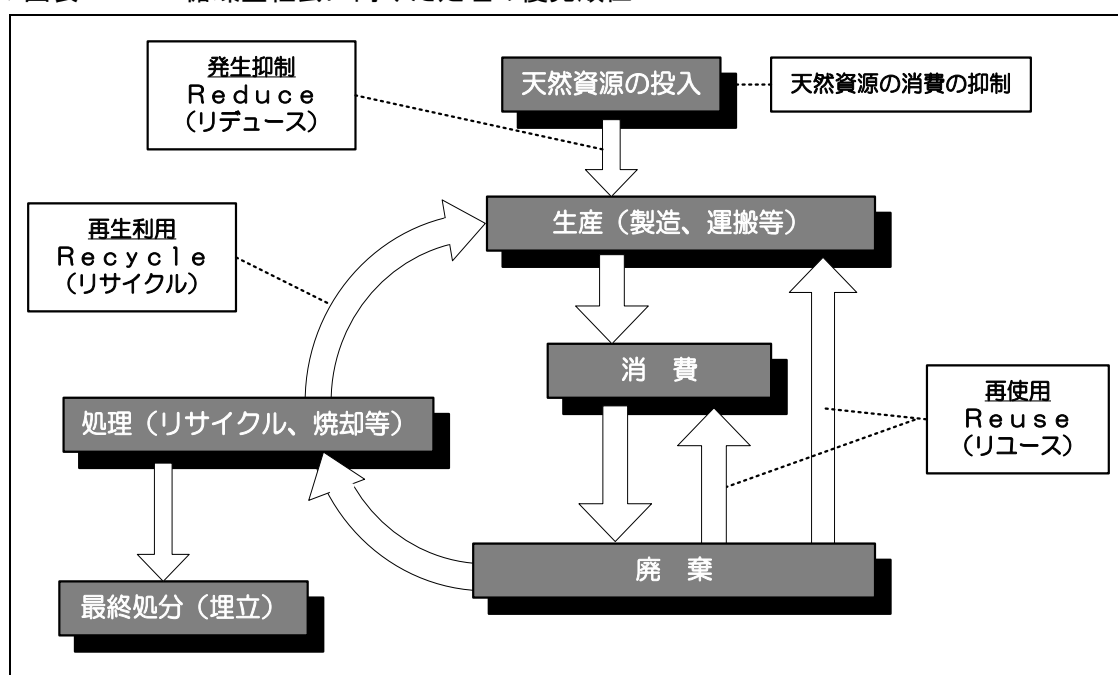 発生抑制
Reduce
（リデュース）
天然資源の投入
天然資源の消費の抑制
再生利用
Recycle
（リサイクル）
生産（製造、運搬等）
消　費
処理（リサイクル、焼却等）
再使用
Reuse
（リユース）
廃　棄
最終処分（埋立）